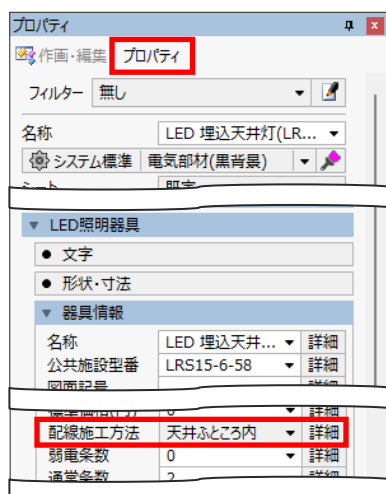 プロパティ
作画・編集 プロパティ
フィルター 無し
名称 LED 埋込天井灯(LR...
システム標準 電気部材(黒背景)
LED照明器具
● 文字
● 形状・寸法
器具情報
名称 LED 埋込天井... 詳細
公共施設型番 LRS15-6-58 詳細
図面記号 詳細
配線施工方法 天井ふところ内 詳細
弱電条数 0 詳細
通常条数 2 詳細